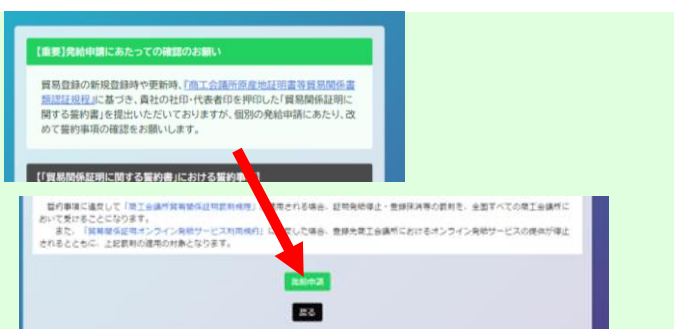 【重要】発給申請にあたっての確認のお願い
貿易登録の新規登録時や更新時、「商工会議所原産地証明書等貿易関係書
類認証規程」に基づき、貴社の社印・代表者印を押印した「貿易関係証明に
関する誓約書」を提出いただいておりますが、個別の発給申請にあたり、改
めて誓約事項の確認をお願いします。
【「貿易関係証明に関する誓約書」における誓約事
誓約事項に違反して「商工会議所貿易関係証明罰則規程」
用される場合、証明発給停止・登録抹消等の罰則を、全国すべての商工会議所に
おいて受けることになります。
また、「貿易関係証明オンライン発給サービス利用規約」に
した場合、登録先商工会議所におけるオンライン発給サービスの提供が停止
されるとともに、上記罰則の適用の対象となります。
発給申請
戻る